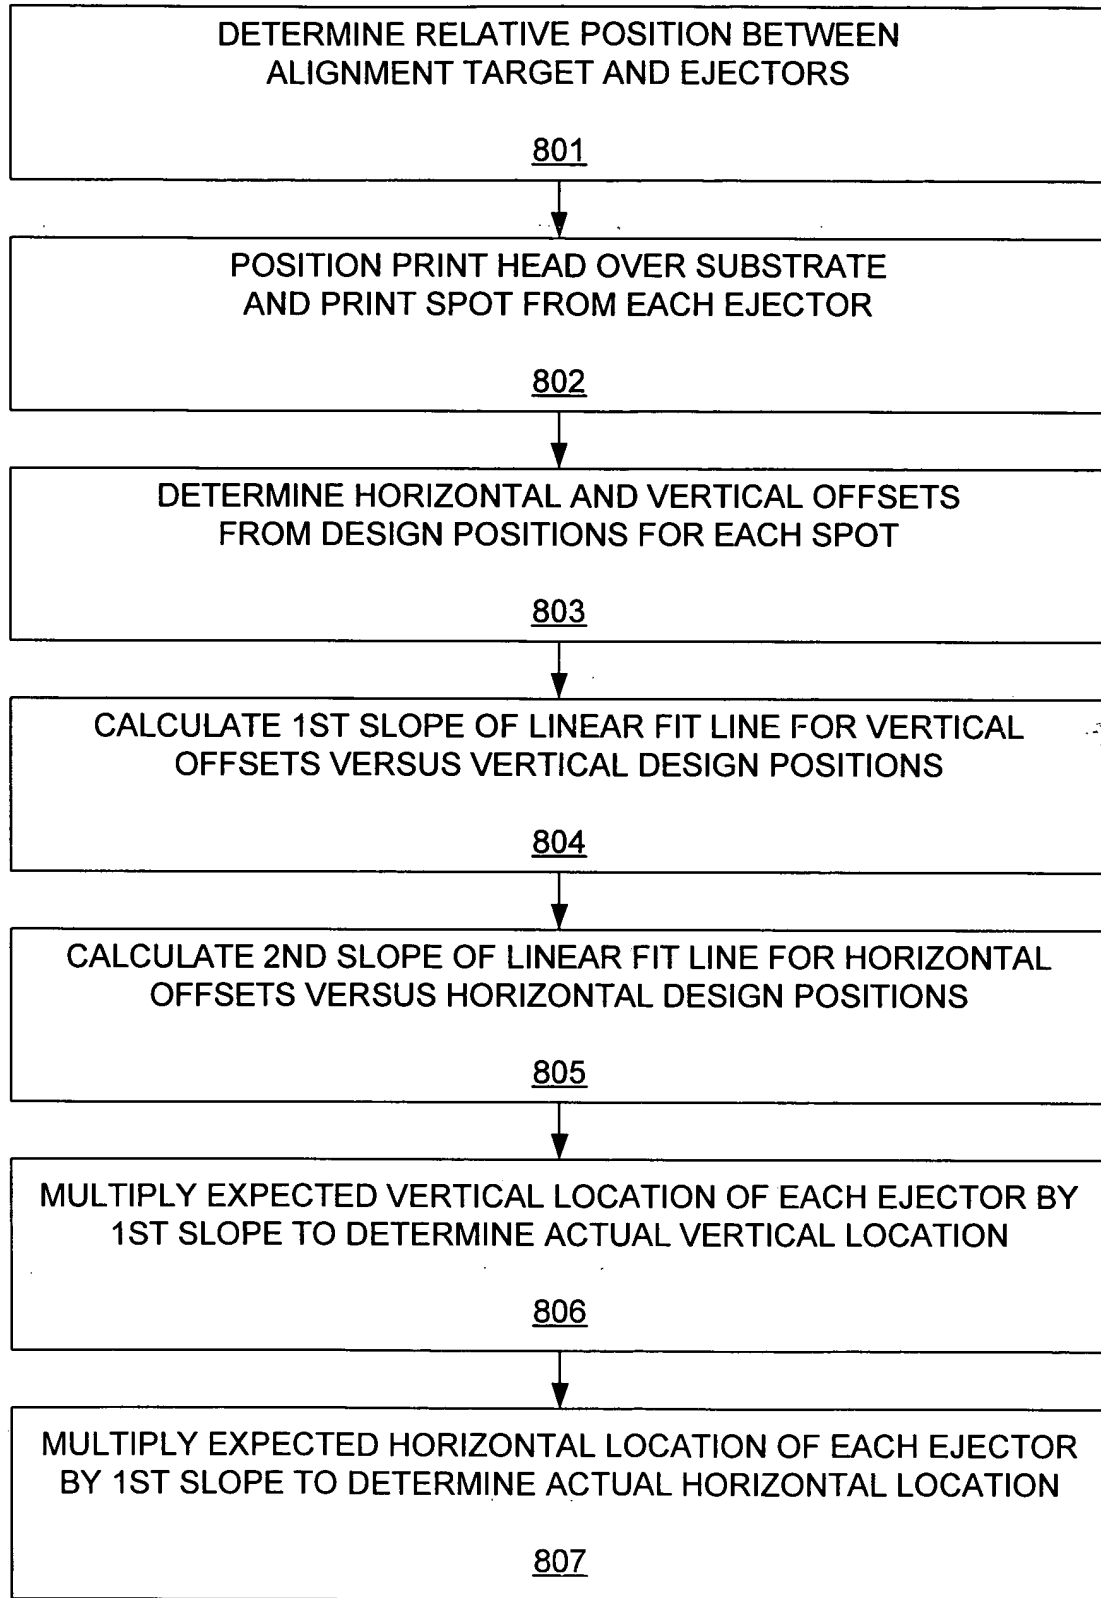 DETERMINE RELATIVE POSITION BETWEEN
ALIGNMENT TARGET AND EJECTORS
801
POSITION PRINT HEAD OVER SUBSTRATE
AND PRINT SPOT FROM EACH EJECTOR
802
DETERMINE HORIZONTAL AND VERTICAL OFFSETS
FROM DESIGN POSITIONS FOR EACH SPOT
803
CALCULATE 1ST SLOPE OF LINEAR FIT LINE FOR VERTICAL
OFFSETS VERSUS VERTICAL DESIGN POSITIONS
804
CALCULATE 2ND SLOPE OF LINEAR FIT LINE FOR HORIZONTAL
OFFSETS VERSUS HORIZONTAL DESIGN POSITIONS
805
MULTIPLY EXPECTED VERTICAL LOCATION OF EACH EJECTOR BY
1ST SLOPE TO DETERMINE ACTUAL VERTICAL LOCATION
806
MULTIPLY EXPECTED HORIZONTAL LOCATION OF EACH EJECTOR
BY 1ST SLOPE TO DETERMINE ACTUAL HORIZONTAL LOCATION
807